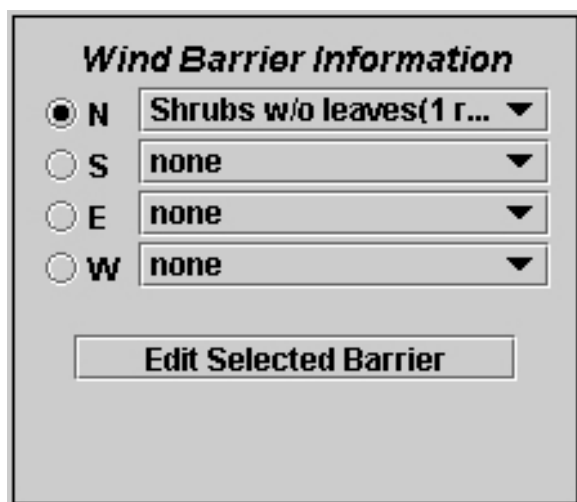 Wind Barrier Information
N Shrubs w/o leaves(1 r...
S none
E none
W none
Edit Selected Barrier